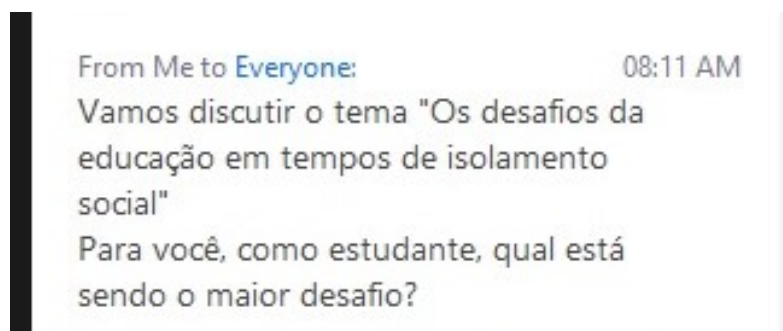 From Me to Everyone: 08:11 AM
Vamos discutir o tema "Os desafios da
educação em tempos de isolamento
social"
Para você, como estudante, qual está
sendo o maior desafio?